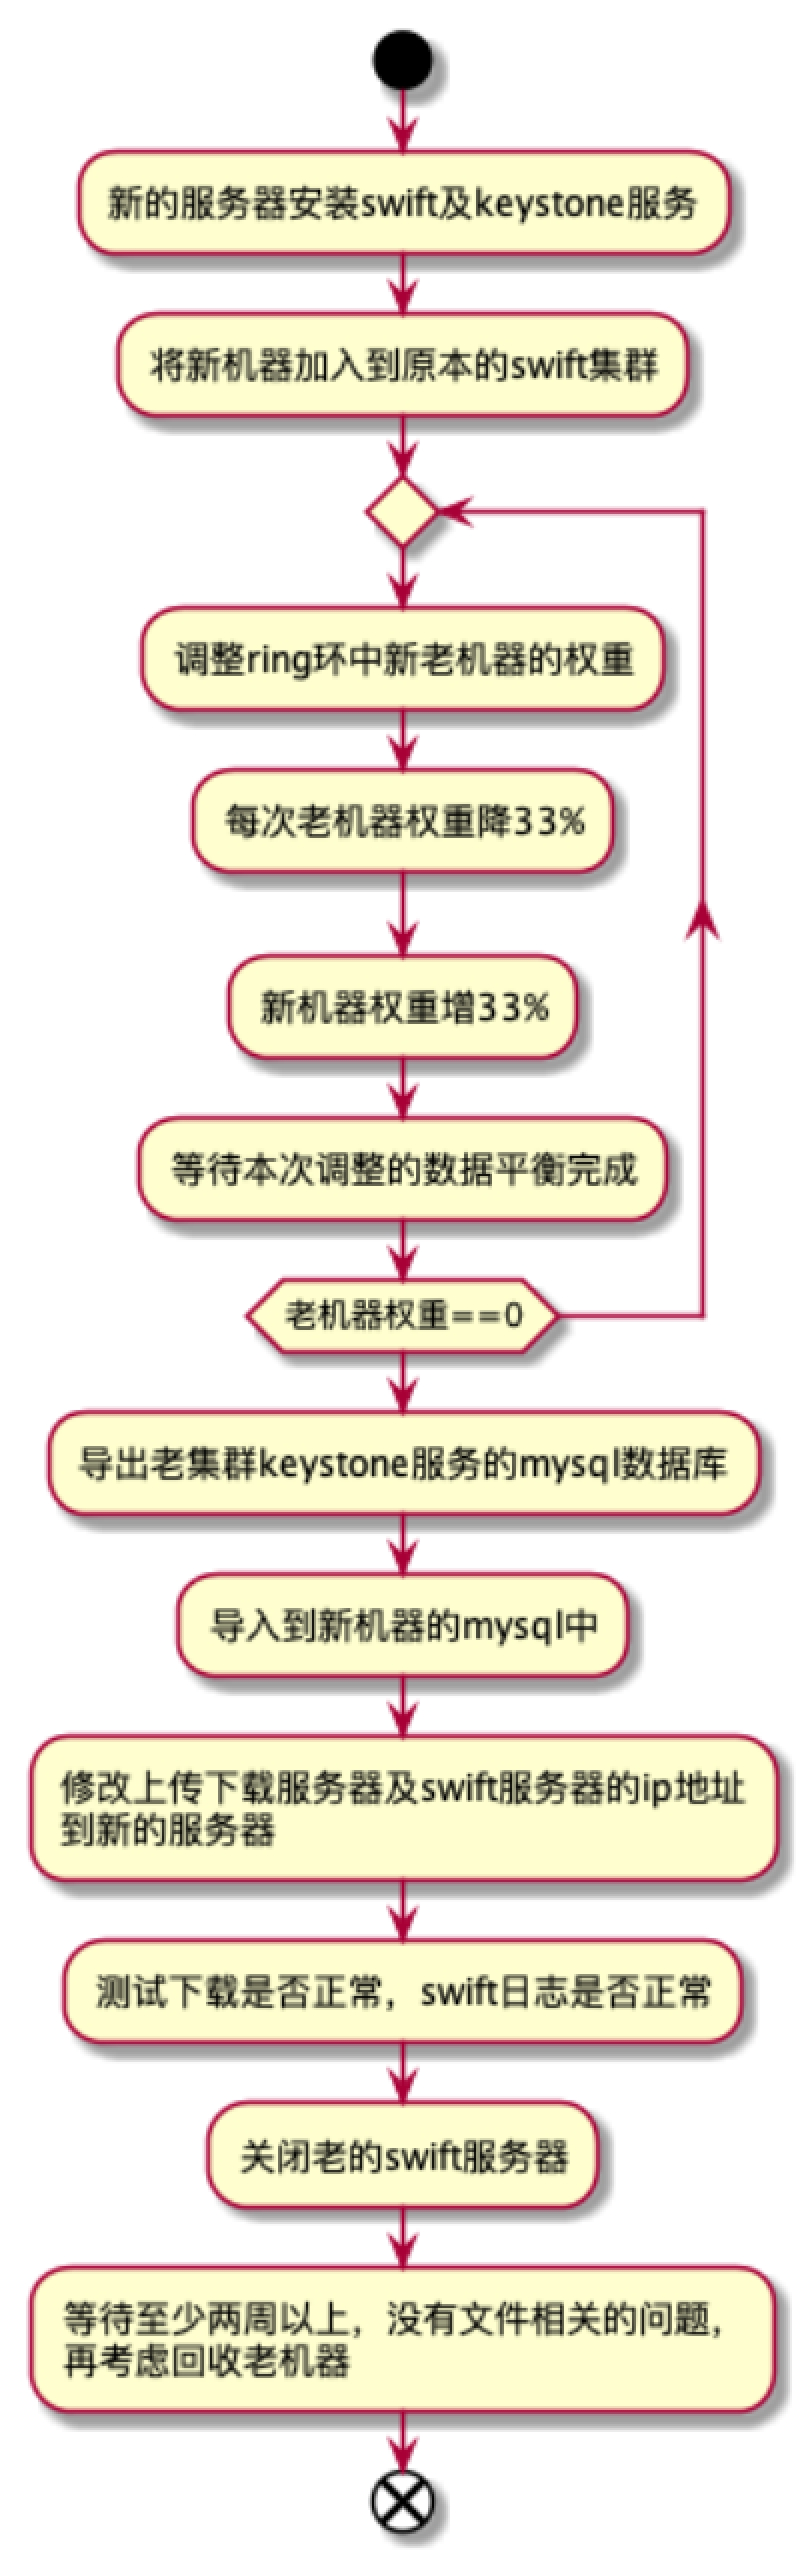 新的服务器安装swift及keystone服务
将新机器加入到原本的swift集群
调整ring环中新老机器的权重
每次老机器权重降33%
新机器权重增33%
等待本次调整的数据平衡完成
老机器权重==0
导出老集群keystone服务的mysql数据库
导入到新机器的mysql中
修改上传下载服务器及swift服务器的ip地址
到新的服务器
测试下载是否正常，swift日志是否正常
关闭老的swift服务器
等待至少两周以上，没有文件相关的问题，
再考虑回收老机器